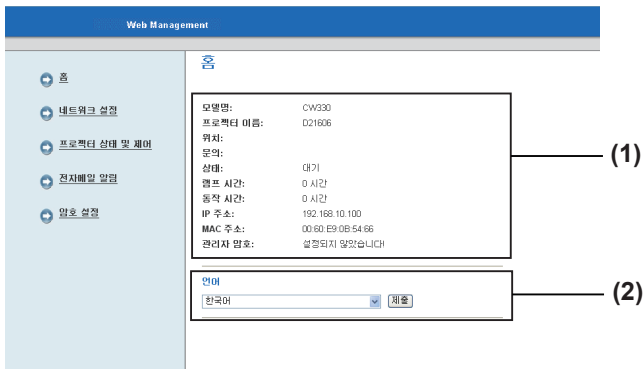 Web Management
홈
네트워크 설정
프로젝터 상태 및 제어
전자메일 알림
암호 설정
홈
모델명: CW330
프로젝터 이름: D21606
위치:
문의:
상태: 대기
램프 시간: 0 시간
동작 시간: 0 시간
IP 주소: 192.168.10.100
MAC 주소: 00:60:E9:0B:54:66
관리자 암호: 설정되지 않았습니다!
(1)
언어
한국어 제출
(2)